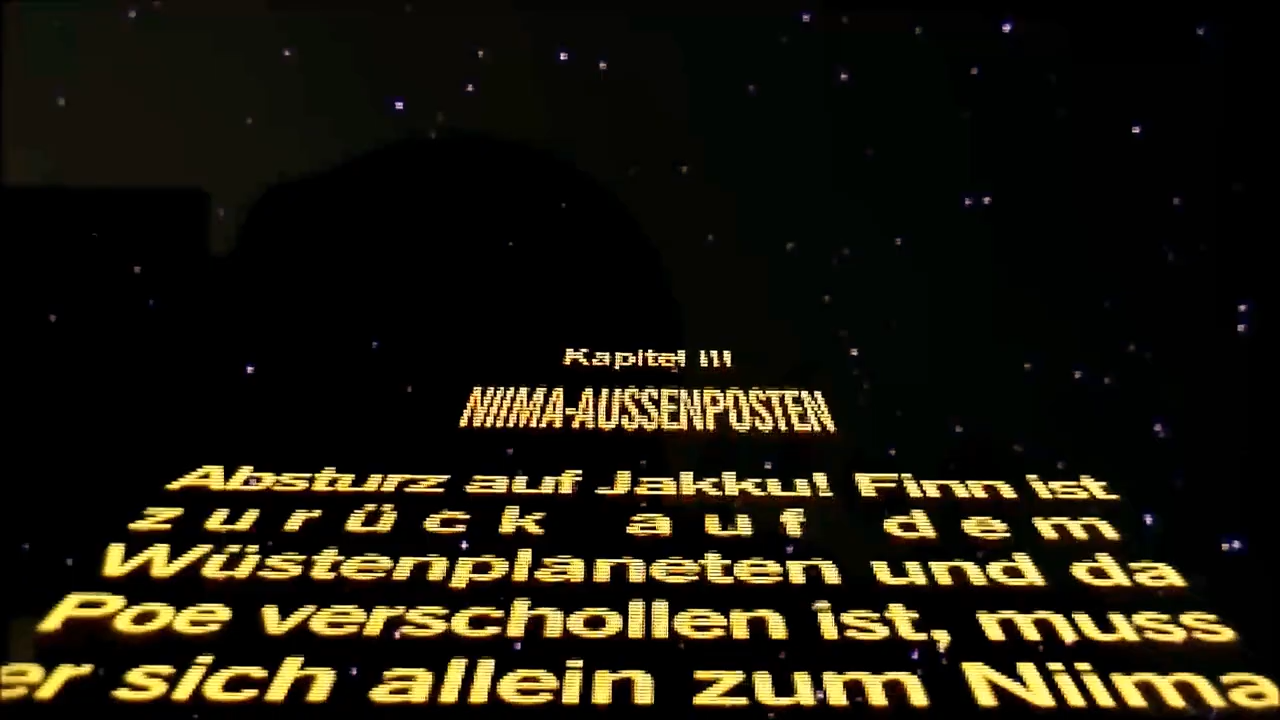 Kapitel III
NIIMA-AUSSENPOSTEN
Absturz auf Jakku! Finn ist
zurück auf dem
Wüstenplaneten und da
Poe verschollen ist, muss
er sich allein zum Niima